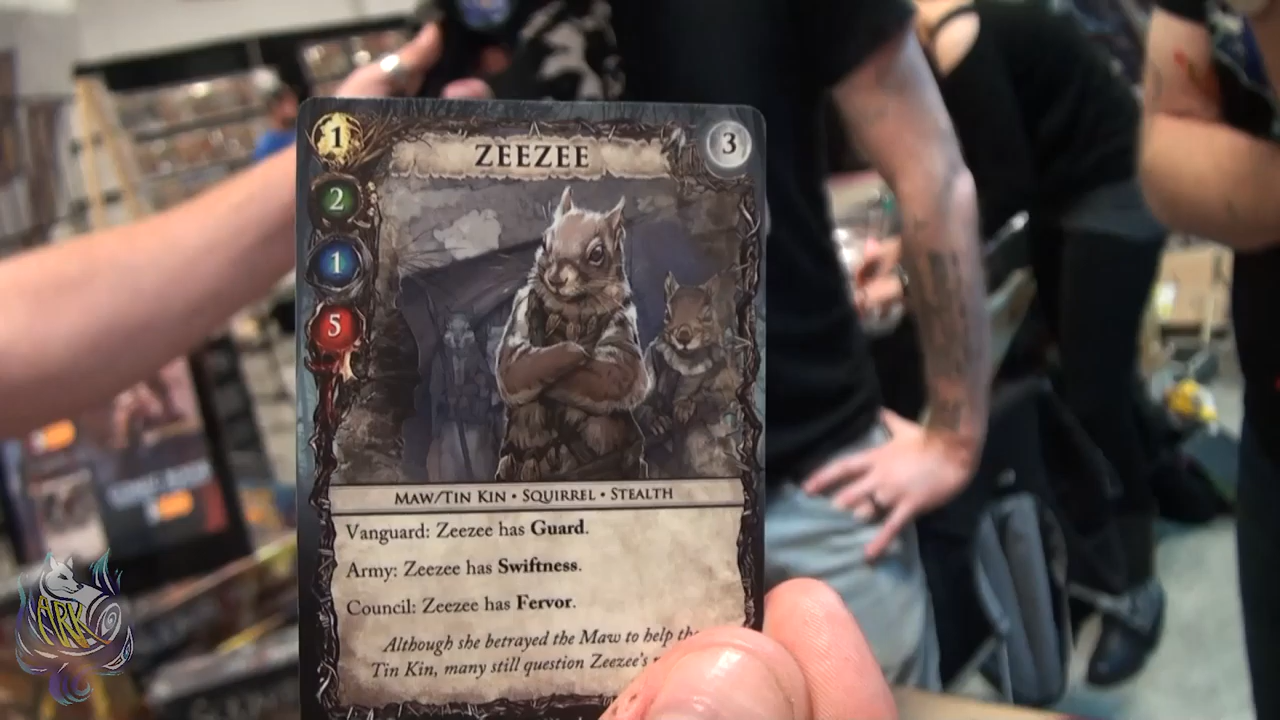 1
ZEEZEE
3
2
1
5
MAW/TIN KIN • SQUIRREL • STEALTH
Vanguard: Zeezee has Guard.
Army: Zeezee has Swiftness.
Council: Zeezee has Fervor.
Although she betrayed the Maw to help the
Tin Kin, many still question Zeezee's
ARK